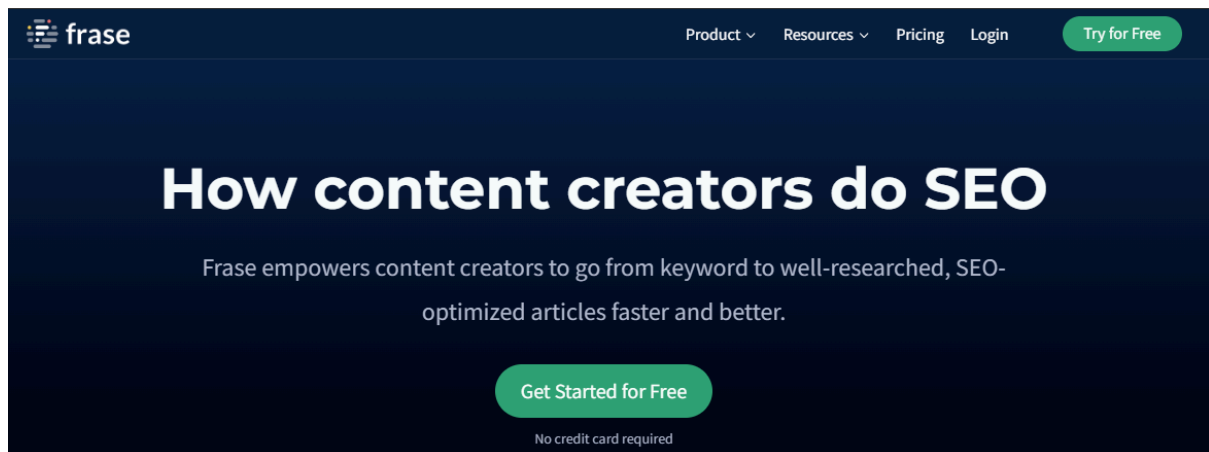 frase
Product Resources Pricing Login Try for Free
How content creators do SEO
Frase empowers content creators to go from keyword to well-researched, SEO-
optimized articles faster and better.
Get Started for Free
No credit card required